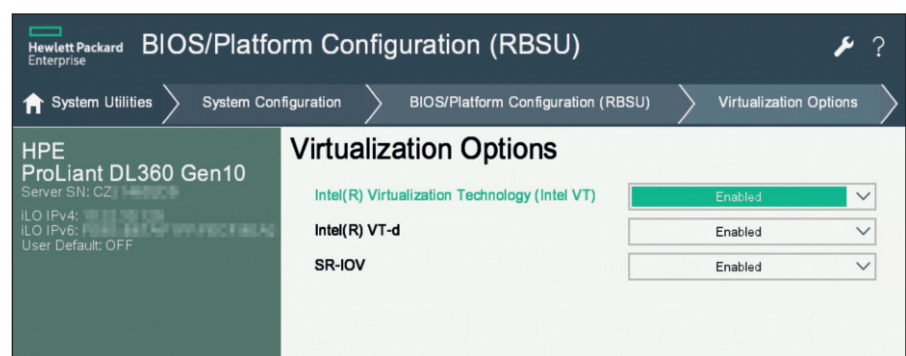 Hewlett Packard
Enterprise
BIOS/Platform Configuration (RBSU)
?
System Utilities
System Configuration
BIOS/Platform Configuration (RBSU)
Virtualization Options
HPE
ProLiant DL360 Gen10
Server SN: CZ
iLO IPv4:
iLO IPv6:
User Default: OFF
Virtualization Options
Intel(R) Virtualization Technology (Intel VT) Enabled
Intel(R) VT-d Enabled
SR-IOV Enabled